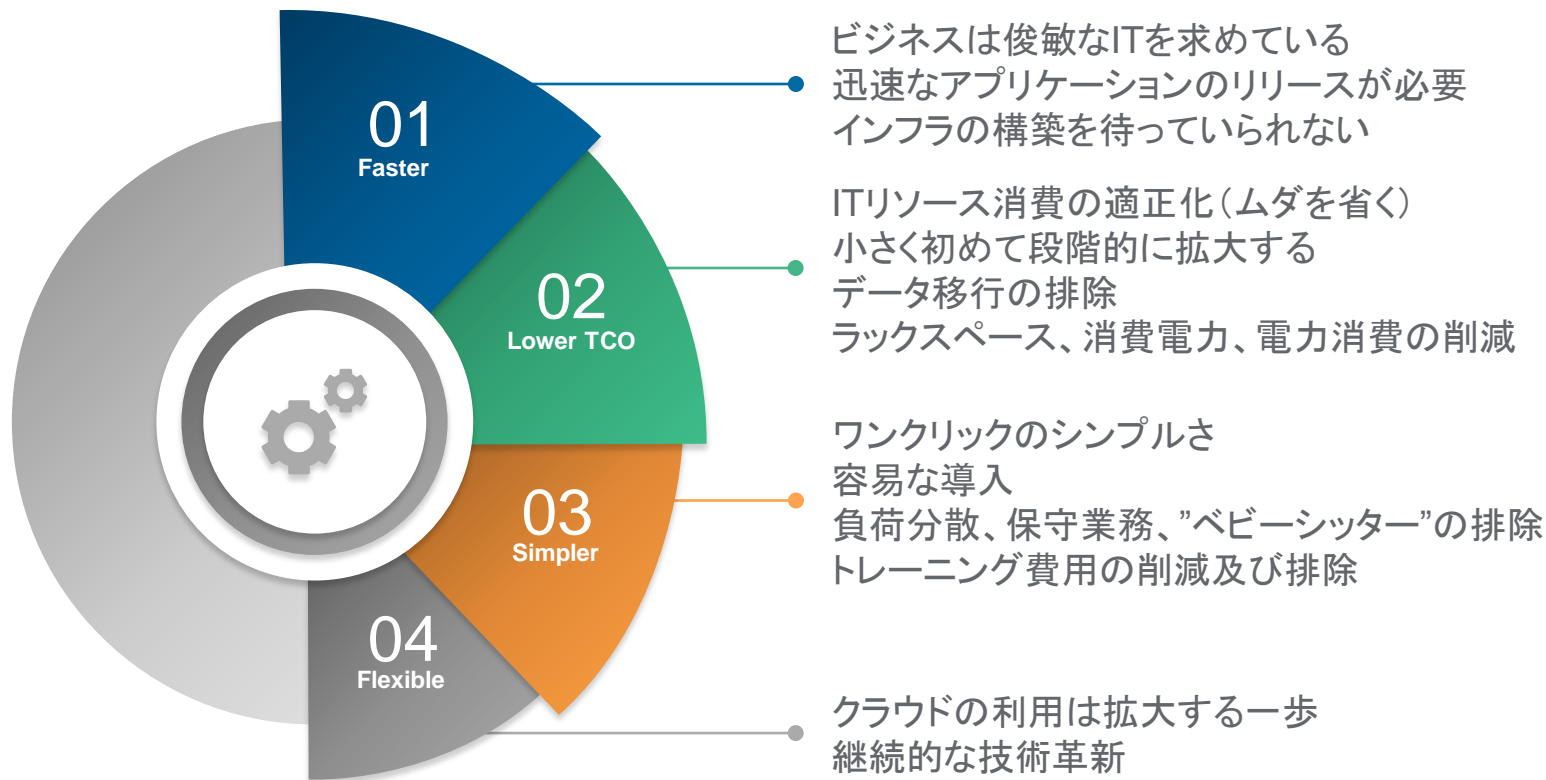 01
Faster
ビジネスは俊敏なITを求めている
迅速なアプリケーションのリリースが必要
インフラの構築を待っていられない
02
Lower TCO
ITリソース消費の適正化（ムダを省く）
小さく初めて段階的に拡大する
データ移行の排除
ラックスペース、消費電力、電力消費の削減
03
Simpler
ワンクリックのシンプルさ
容易な導入
負荷分散、保守業務、”ベビーシッター”の排除
トレーニング費用の削減及び排除
04
Flexible
クラウドの利用は拡大する一歩
継続的な技術革新